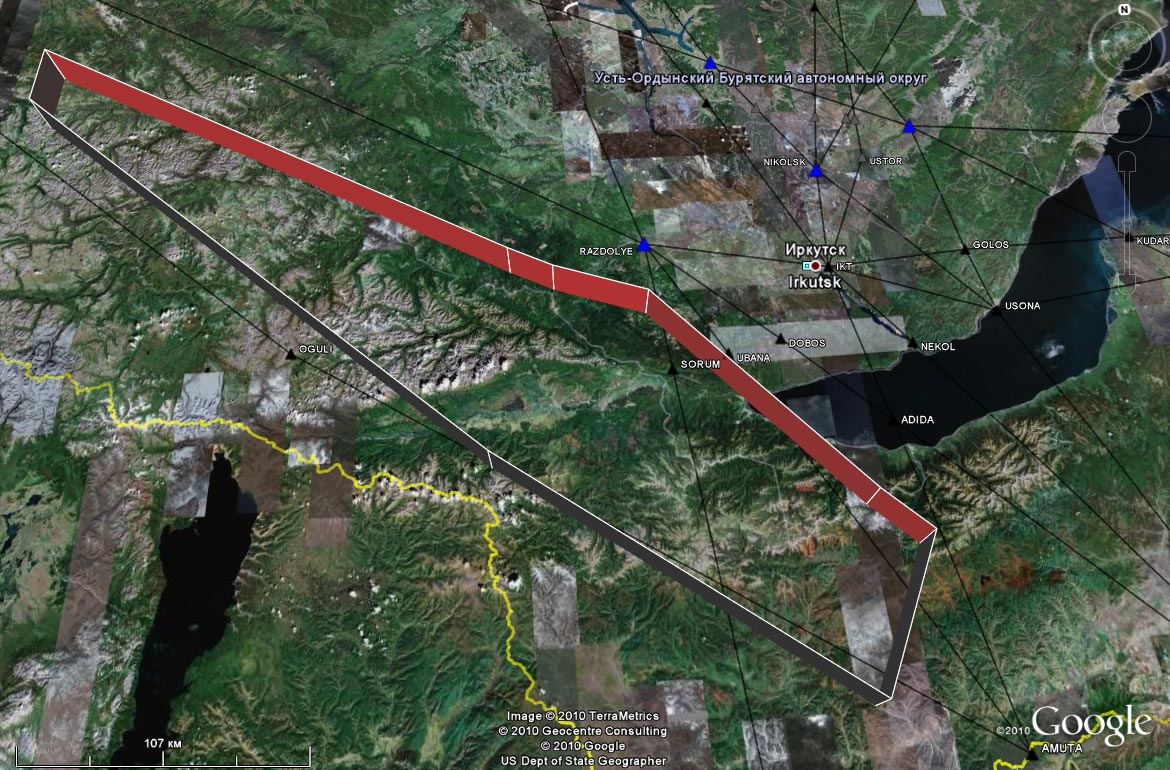 N
Усть-Ордынский Бурятский автономный округ
NIKOLSK
USTOR
RAZDOLYE
Иркутск
IKT
Irkutsk
GOLOS
KUDAR
USONA
OGULI
SORUM
UBANA
DOBOS
NEKOL
ADIDA
Image © 2010 TerraMetrics
© 2010 Geocentre Consulting
© 2010 Google
US Dept of State Geographer
©2010 Google
AMUTA
107 км